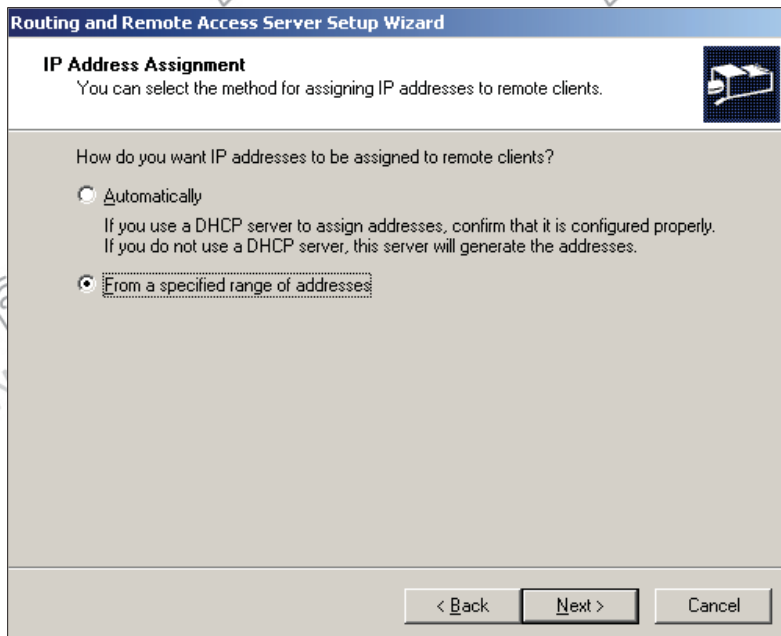 Routing and Remote Access Server Setup Wizard
IP Address Assignment
You can select the method for assigning IP addresses to remote clients.
How do you want IP addresses to be assigned to remote clients?
Automatically
If you use a DHCP server to assign addresses, confirm that it is configured properly.
If you do not use a DHCP server, this server will generate the addresses.
From a specified range of addresses
< Back Next > Cancel